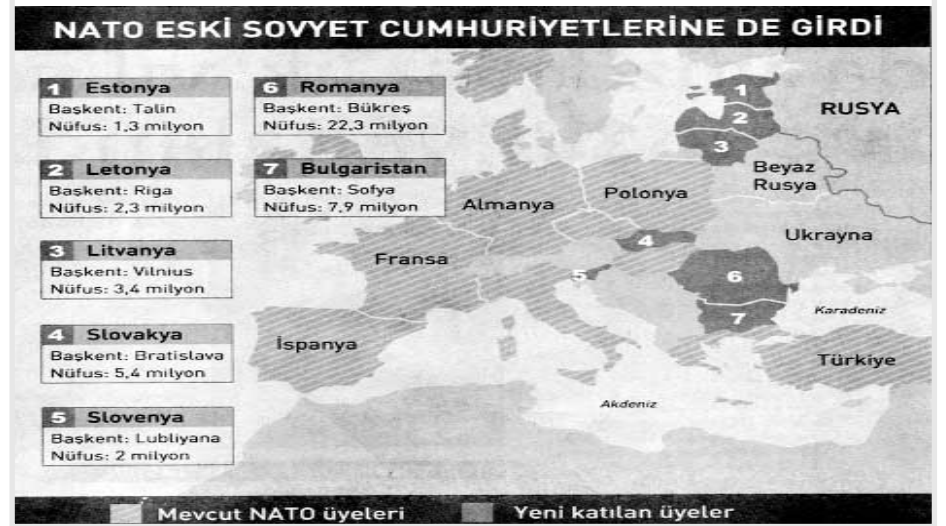 NATO ESKİ SOVYET CUMHURİYETLERİNE DE GİRDİ
1 Estonya
Başkent: Talin
Nüfus: 1,3 milyon
2 Letonya
Başkent: Riga
Nüfus: 2,3 milyon
3 Litvanya
Başkent: Vilnius
Nüfus: 3,4 milyon
4 Slovakya
Başkent: Bratislava
Nüfus: 5,4 milyon
5 Slovenya
Başkent: Lubliyana
Nüfus: 2 milyon
6 Romanya
Başkent: Bükreş
Nüfus: 22,3 milyon
7 Bulgaristan
Başkent: Sofya
Nüfus: 7,9 milyon
1
RUSYA
2
3
Beyaz
Rusya
Polonya
Almanya
4
Ukrayna
Fransa
5
6
Karadeniz
7
İspanya
Türkiye
Akdeniz
Mevcut NATO üyeleri
Yeni katılan üyeler